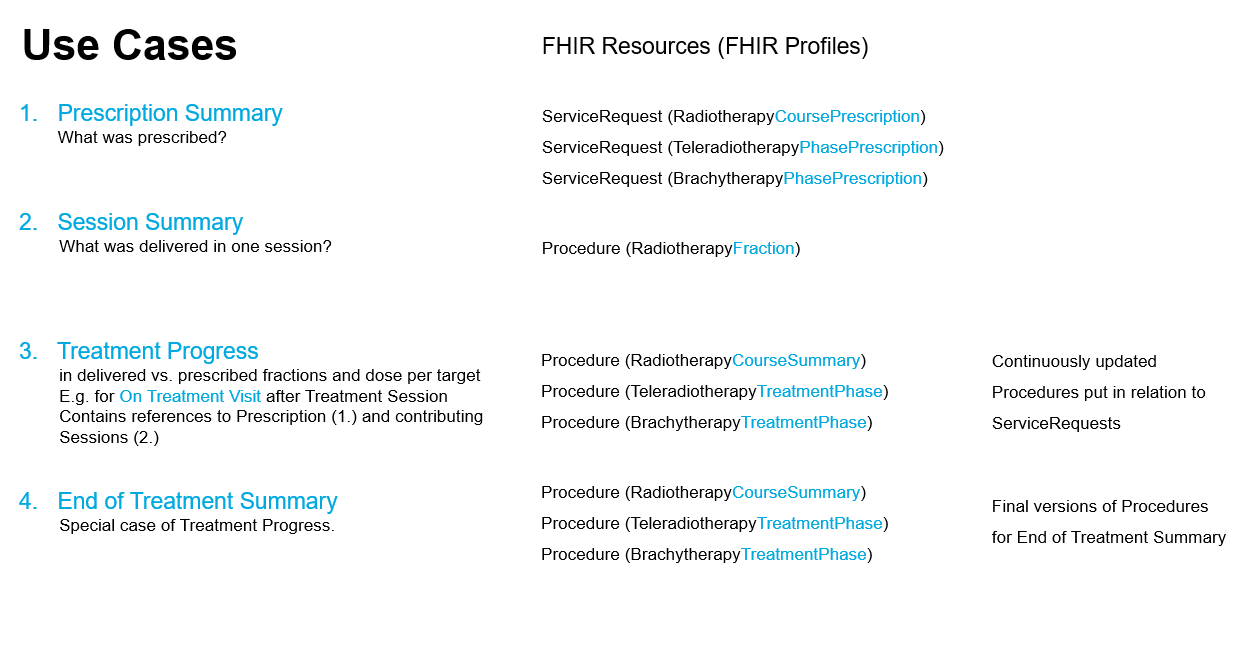 Use Cases
FHIR Resources (FHIR Profiles)
1. Prescription Summary
What was prescribed?
ServiceRequest (RadiotherapyCoursePrescription)
ServiceRequest (TeleradiotherapyPhasePrescription)
ServiceRequest (BrachytherapyPhasePrescription)
2. Session Summary
What was delivered in one session?
Procedure (RadiotherapyFraction)
3. Treatment Progress
in delivered vs. prescribed fractions and dose per target
E.g. for On Treatment Visit after Treatment Session
Contains references to Prescription (1.) and contributing
Sessions (2.)
Procedure (RadiotherapyCourseSummary)
Procedure (TeleradiotherapyTreatmentPhase)
Procedure (BrachytherapyTreatmentPhase)
Continuously updated
Procedures put in relation to
ServiceRequests
4. End of Treatment Summary
Special case of Treatment Progress.
Procedure (RadiotherapyCourseSummary)
Procedure (TeleradiotherapyTreatmentPhase)
Procedure (BrachytherapyTreatmentPhase)
Final versions of Procedures
for End of Treatment Summary